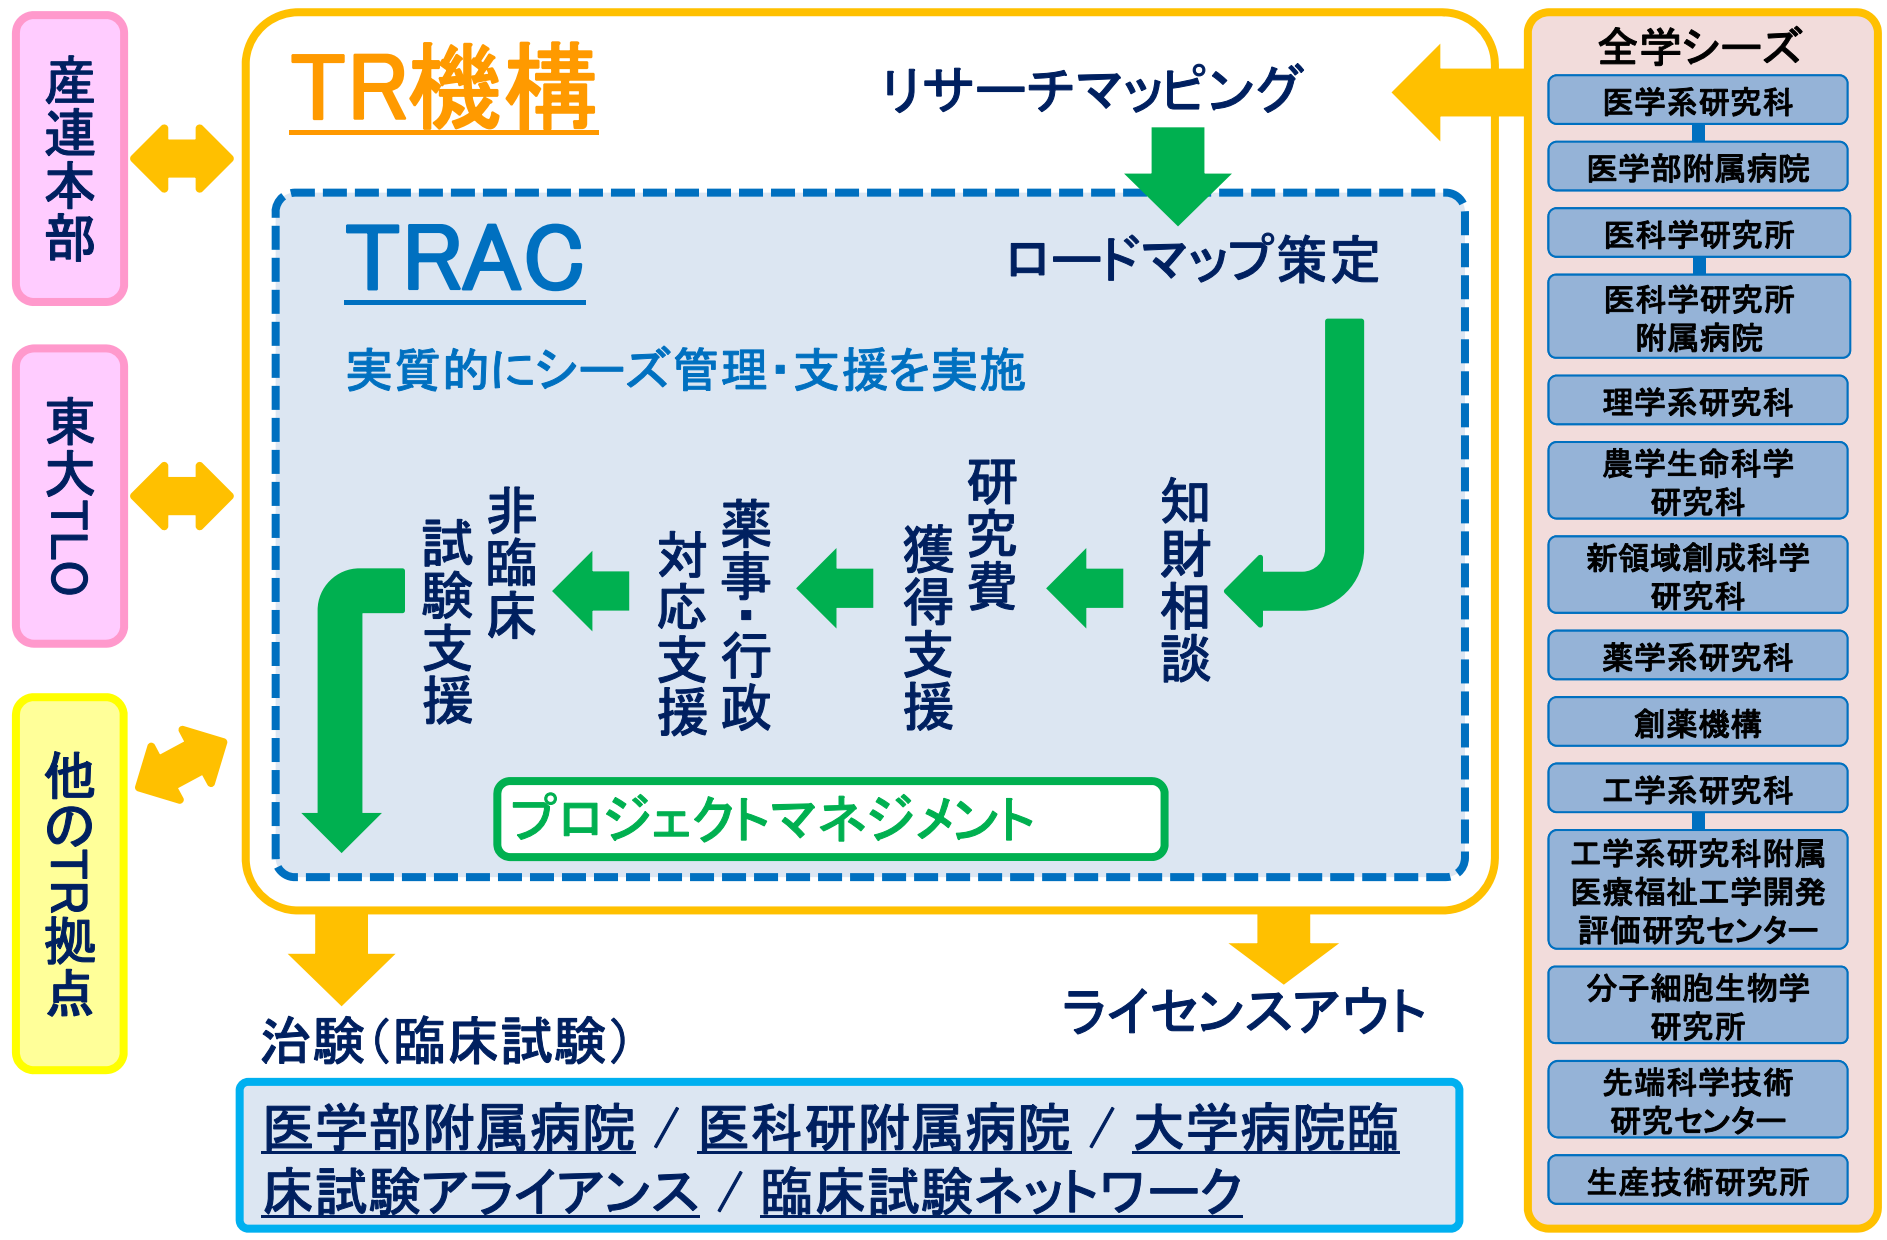 産連本部
東大TLO
他のTR拠点
TR機構
リサーチマッピング
TRAC
ロードマップ策定
実質的にシーズ管理・支援を実施
知財相談
研究費
獲得支援
薬事・行政
対応支援
非臨床
試験支援
プロジェクトマネジメント
治験（臨床試験）
ライセンスアウト
医学部附属病院 / 医科研附属病院 / 大学病院臨
床試験アライアンス / 臨床試験ネットワーク
全学シーズ
医学系研究科
医学部附属病院
医科学研究所
医科学研究所
附属病院
理学系研究科
農学生命科学
研究科
新領域創成科学
研究科
薬学系研究科
創薬機構
工学系研究科
工学系研究科附属
医療福祉工学開発
評価研究センター
分子細胞生物学
研究所
先端科学技術
研究センター
生産技術研究所